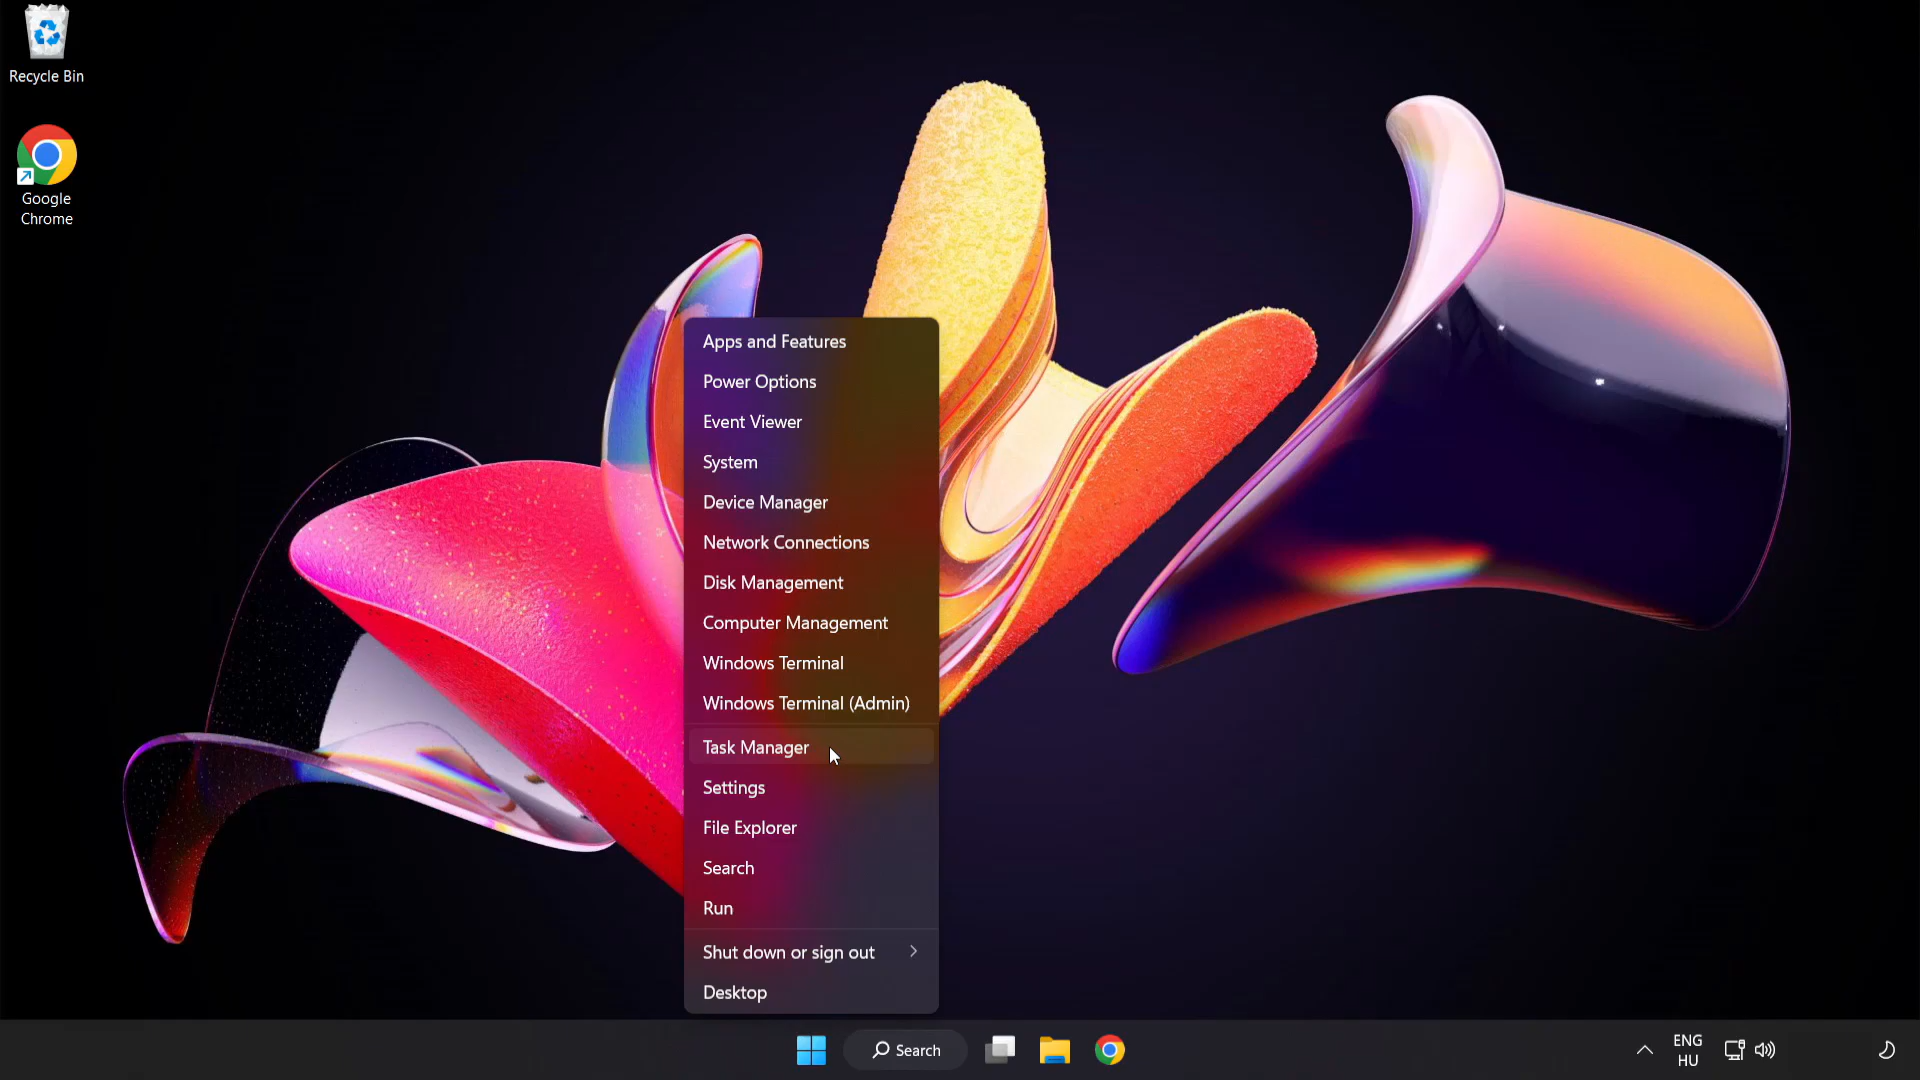 Recycle Bin
Google
Chrome
Apps and Features
Power Options
Event Viewer
System
Device Manager
Network Connections
Disk Management
Computer Management
Windows Terminal
Windows Terminal (Admin)
Task Manager
Settings
File Explorer
Search
Run
Shut down or sign out
Desktop
Search
ENG
HU